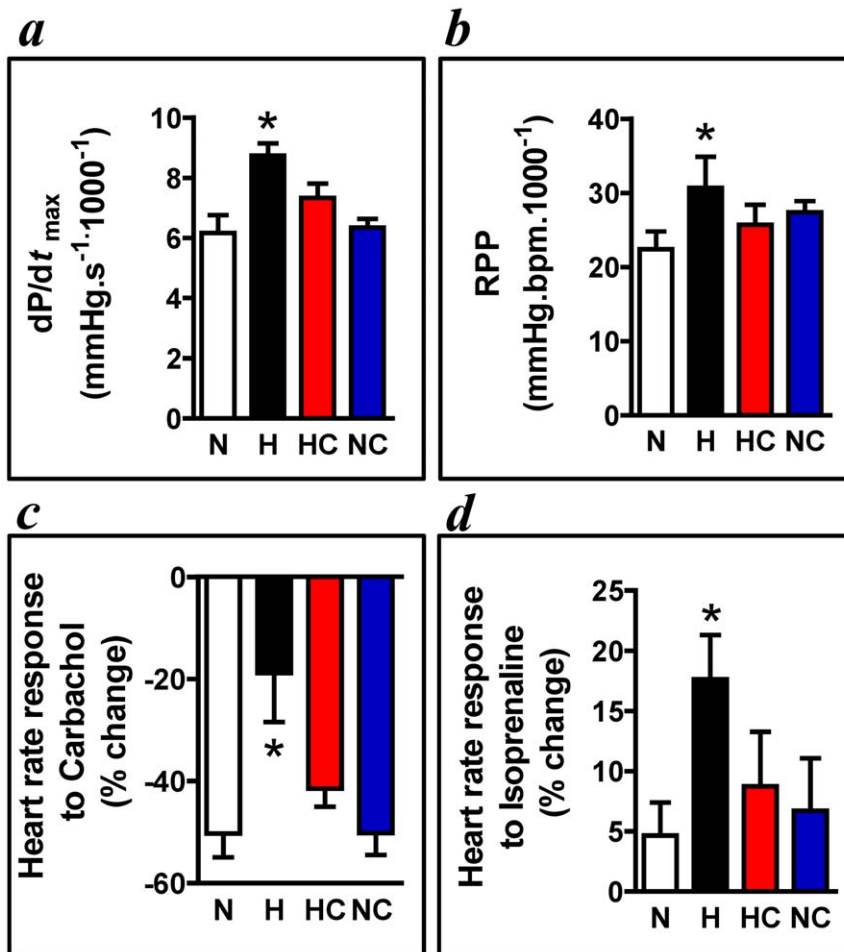 a
dP/dt max
(mmHg.s⁻¹.1000⁻¹)
10
8
6
4
2
0
*
N H HC NC
b
RPP
(mmHg.bpm.1000⁻¹)
40
30
20
10
0
*
N H HC NC
c
Heart rate response
to Carbachol
(% change)
0
-20
-40
-60
*
N H HC NC
d
Heart rate response
to Isoprenaline
(% change)
25
20
15
10
5
0
*
N H HC NC